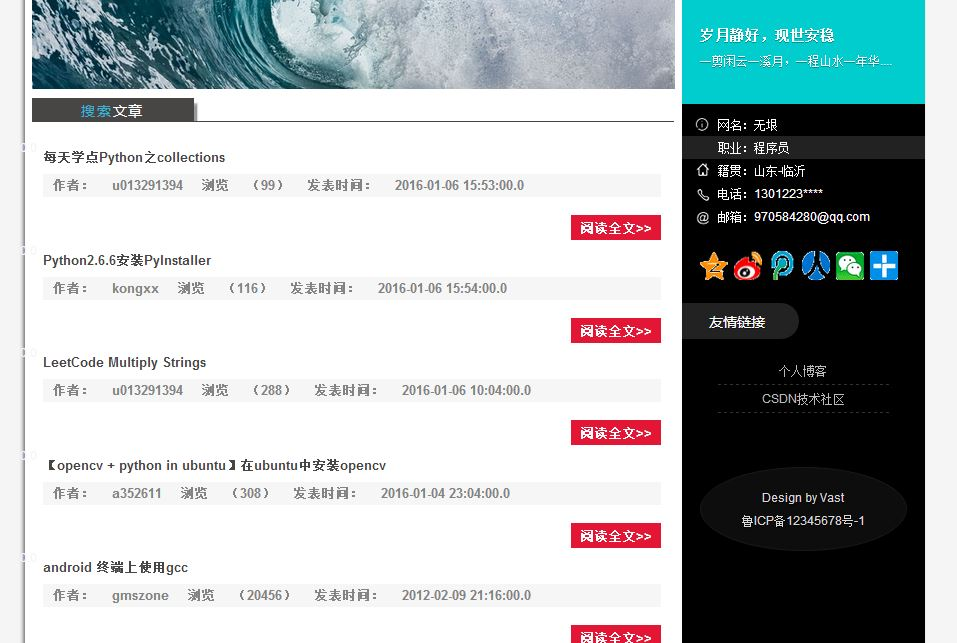 搜索文章
每天学点Python之collections
作者： u013291394 浏览 （99） 发表时间： 2016-01-06 15:53:00.0
阅读全文>>
Python2.6.6安装PyInstaller
作者： kongxx 浏览 （116） 发表时间： 2016-01-06 15:54:00.0
阅读全文>>
LeetCode Multiply Strings
作者： u013291394 浏览 （288） 发表时间： 2016-01-06 10:04:00.0
阅读全文>>
【opencv + python in ubuntu】在ubuntu中安装opencv
作者： a352611 浏览 （308） 发表时间： 2016-01-04 23:04:00.0
阅读全文>>
android 终端上使用gcc
作者： gmszone 浏览 （20456） 发表时间： 2012-02-09 21:16:00.0
阅读全文>>
岁月静好，现世安稳
一剪闲云一溪月，一程山水一年华....
网名：无垠
职业：程序员
籍贯：山东-临沂
电话：1301223****
邮箱：970584280@qq.com
友情链接
个人博客
CSDN技术社区
Design by Vast
鲁ICP备12345678号-1